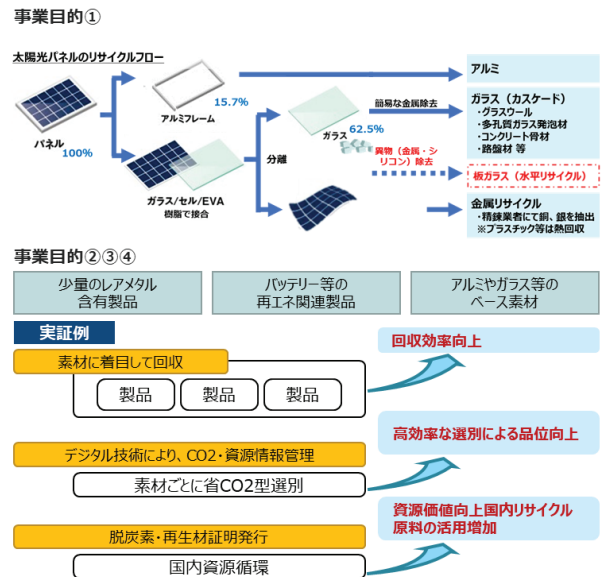 事業目的①
太陽光パネルのリサイクルフロー
パネル
100%
アルミフレーム
15.7%
ガラス/セル/EVA
樹脂で接合
分離
ガラス
62.5%
簡易な金属除去
異物（金属・シ
リコン）除去
アルミ
ガラス（カスケード）
・グラスウール
・多孔質ガラス発泡材
・コンクリート骨材
・路盤材 等
板ガラス（水平リサイクル）
金属リサイクル
・精錬業者にて銅、銀を抽出
※プラスチック等は熱回収
事業目的②③④
少量のレアメタル
含有製品
バッテリー等の
再エネ関連製品
アルミやガラス等の
ベース素材
実証例
素材に着目して回収
製品
製品
製品
回収効率向上
デジタル技術により、CO2・資源情報管理
素材ごとに省CO2型選別
高効率な選別による品位向上
脱炭素・再生材証明発行
国内資源循環
資源価値向上国内リサイクル
原料の活用増加